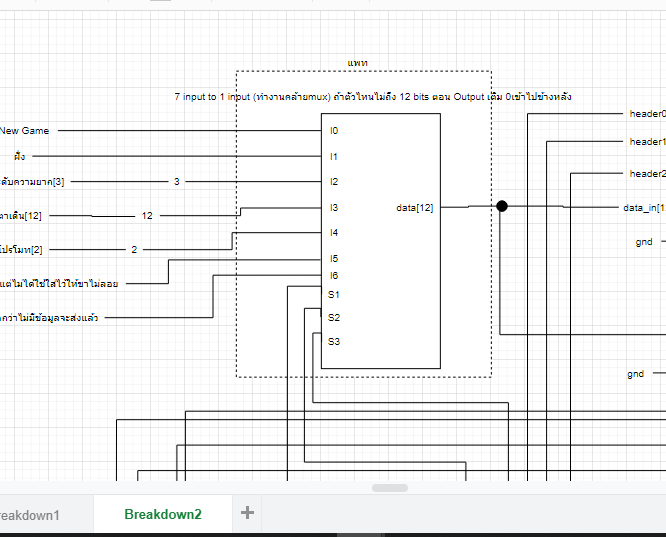 แพท
7 input to 1 input (ทำงานคล้ายmux) ถ้าตัวไหนไม่ถึง 12 bits ตอน Output เติม 0เข้าไปข้างหลัง
New Game
I0
ฝั่ง
I1
ะดับความยาก[3]
3
I2
ตาเดิน[12]
12
I3
โปรโมท[2]
2
I4
แต่ไม่ได้ใช้ใส่ไว้ให้ขาไม่ลอย
I5
กว่าไม่มีข้อมูลจะส่งแล้ว
I6
S1
S2
S3
data[12]
header0
header1
header2
data_in[1
gnd
gnd
reakdown1
Breakdown2
+